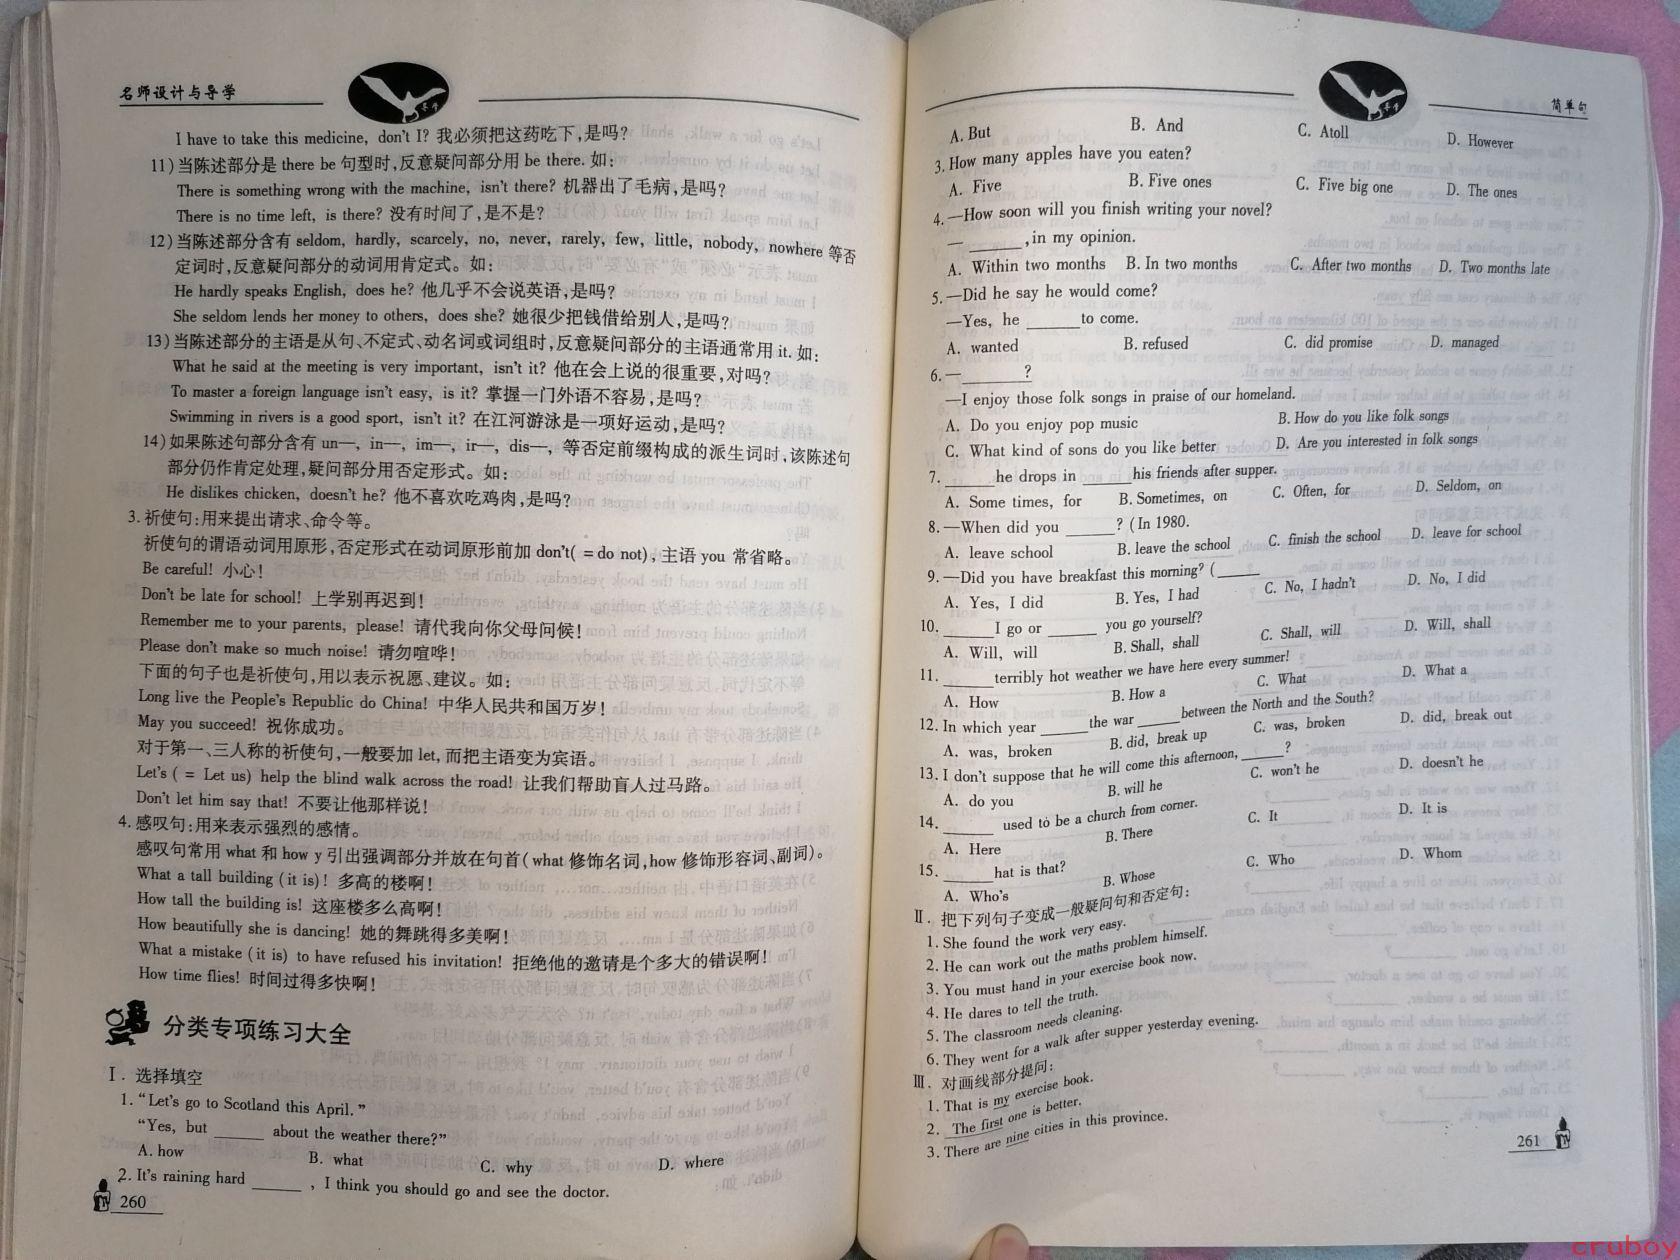 名师设计与导学
I have to take this medicine, don't I? 我必须把这药吃下,是吗?
11)当陈述部分是 there be 句型时,反意疑问部分用 be there. 如:
There is something wrong with the machine, isn't there? 机器出了毛病,是吗?
There is no time left, is there? 没有时间了,是不是?
12)当陈述部分含有 seldom, hardly, scarcely, no, never, rarely, few, little, nobody, nowhere 等否
定词时,反意疑问部分的动词用肯定式。如:
He hardly speaks English, does he? 他几乎不会说英语,是吗?
She seldom lends her money to others, does she? 她很少把钱借给别人,是吗?
13)当陈述部分的主语是从句、不定式、动名词或词组时,反意疑问部分的主语通常用 it. 如:
What he said at the meeting is very important, isn't it? 他在会上说的很重要,对吗?
To master a foreign language isn't easy, is it? 掌握一门外语不容易,是吗?
Swimming in rivers is a good sport, isn't it? 在江河游泳是一项好运动,是吗?
14)如果陈述句部分含有 un—, in—, im—, ir—, dis—, 等否定前缀构成的派生词时,该陈述句
部分仍作肯定处理,疑问部分用否定形式。如:
He dislikes chicken, doesn't he? 他不喜欢吃鸡肉,是吗?
3. 祈使句:用来提出请求、命令等。
祈使句的谓语动词用原形,否定形式在动词原形前加 don't( = do not),主语 you 常省略。
Be careful! 小心!
Don't be late for school! 上学别再迟到!
Remember me to your parents, please! 请代我向你父母问候!
Please don't make so much noise! 请勿喧哗!
下面的句子也是祈使句,用以表示祝愿、建议。如:
Long live the People's Republic do China! 中华人民共和国万岁!
May you succeed! 祝你成功。
对于第一、三人称的祈使句,一般要加 let,而把主语变为宾语。
Let's ( = Let us) help the blind walk across the road! 让我们帮助盲人过马路。
Don't let him say that! 不要让他那样说!
4. 感叹句:用来表示强烈的感情。
感叹句常用 what 和 how y 引出强调部分并放在句首(what 修饰名词,how 修饰形容词、副词)。
What a tall building (it is)! 多高的楼啊!
How tall the building is! 这座楼多么高啊!
How beautifully she is dancing! 她的舞跳得多美啊!
What a mistake (it is) to have refused his invitation! 拒绝他的邀请是个多大的错误啊!
How time flies! 时间过得多快啊!
分类专项练习大全
Ⅰ. 选择填空
1. “Let's go to Scotland this April.”
“Yes, but ______ about the weather there?”
A. how B. what C. why D. where
2. It's raining hard ______ , I think you should go and see the doctor.
260
简单句
A. But B. And C. Atoll D. However
3. How many apples have you eaten?
A. Five B. Five ones C. Five big one D. The ones
4. —How soon will you finish writing your novel?
— ______, in my opinion.
A. Within two months B. In two months C. After two months D. Two months late
5. —Did he say he would come?
—Yes, he ______ to come.
A. wanted B. refused C. did promise D. managed
6. —________?
—I enjoy those folk songs in praise of our homeland.
A. Do you enjoy pop music B. How do you like folk songs
C. What kind of sons do you like better D. Are you interested in folk songs
7. ______ he drops in ______ his friends after supper.
A. Some times, for B. Sometimes, on C. Often, for D. Seldom, on
8. —When did you ______? (In 1980.
A. leave school B. leave the school C. finish the school D. leave for school
9. —Did you have breakfast this morning? (______
A. Yes, I did B. Yes, I had C. No, I hadn't D. No, I did
10. ______ I go or ______ you go yourself?
A. Will, will B. Shall, shall C. Shall, will D. Will, shall
11. ______ terribly hot weather we have here every summer!
A. How B. How a C. What D. What a
12. In which year ______ the war ______ between the North and the South?
A. was, broken B. did, break up C. was, broken D. did, break out
13. I don't suppose that he will come this afternoon, ______?
A. do you B. will he C. won't he D. doesn't he
14. ______ used to be a church from corner.
A. Here B. There C. It D. It is
15. ______ hat is that?
A. Who's B. Whose C. Who D. Whom
Ⅱ. 把下列句子变成一般疑问句和否定句:
1. She found the work very easy.
2. He can work out the maths problem himself.
3. You must hand in your exercise book now.
4. He dares to tell the truth.
5. The classroom needs cleaning.
6. They went for a walk after supper yesterday evening.
Ⅲ. 对画线部分提问:
1. That is my exercise book.
2. The first one is better.
3. There are nine cities in this province.
261
cruboy